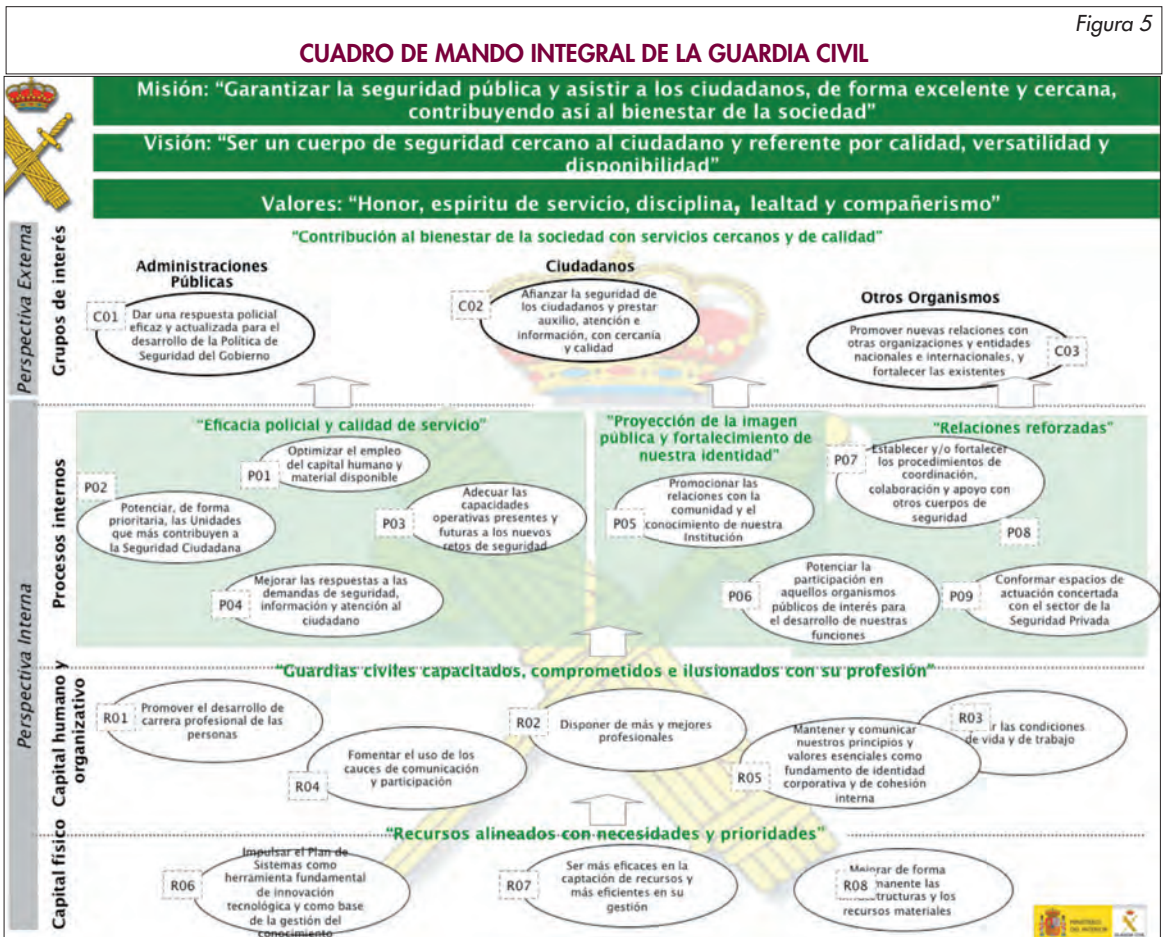 Figura 5
CUADRO DE MANDO INTEGRAL DE LA GUARDIA CIVIL
Misión: “Garantizar la seguridad pública y asistir a los ciudadanos, de forma excelente y cercana,
contribuyendo así al bienestar de la sociedad”
Visión: “Ser un cuerpo de seguridad cercano al ciudadano y referente por calidad, versatilidad y
disponibilidad”
Valores: “Honor, espíritu de servicio, disciplina, lealtad y compañerismo”
Perspectiva Externa
Grupos de interés
“Contribución al bienestar de la sociedad con servicios cercanos y de calidad”
Administraciones
Públicas
C01
Dar una respuesta policial
eficaz y actualizada para el
desarrollo de la Política de
Seguridad del Gobierno
Ciudadanos
C02
Afianzar la seguridad de
los ciudadanos y prestar
auxilio, atención e
información, con cercanía
y calidad
Otros Organismos
Promover nuevas relaciones con
otras organizaciones y entidades
nacionales e internacionales, y
fortalecer las existentes
C03
Perspectiva Interna
Procesos internos
“Eficacia policial y calidad de servicio”
P01
Optimizar el empleo
del capital humano y
material disponible
P02
Potenciar, de forma
prioritaria, las Unidades
que más contribuyen a
la Seguridad Ciudadana
P03
Adecuar las
capacidades
operativas presentes y
futuras a los nuevos
retos de seguridad
P04
Mejorar las respuestas a las
demandas de seguridad,
información y atención al
ciudadano
“Proyección de la imagen
pública y fortalecimiento de
nuestra identidad”
P05
Promocionar las
relaciones con la
comunidad y el
conocimiento de nuestra
Institución
P06
Potenciar la
participación en
aquellos organismos
públicos de interés para
el desarrollo de nuestras
funciones
“Relaciones reforzadas”
P07
Establecer y/o fortalecer
los procedimientos de
coordinación,
colaboración y apoyo con
otros cuerpos de
seguridad
P08
P09
Conformar espacios de
actuación concertada
con el sector de la
Seguridad Privada
Capital humano y
organizativo
“Guardias civiles capacitados, comprometidos e ilusionados con su profesión”
R01
Promover el desarrollo de
carrera profesional de las
personas
R04
Fomentar el uso de los
cauces de comunicación
y participación
R02
Disponer de más y mejores
profesionales
R05
Mantener y comunicar
nuestros principios y
valores esenciales como
fundamento de identidad
corporativa y de cohesión
interna
R03
las condiciones
de vida y de trabajo
Capital físico
“Recursos alineados con necesidades y prioridades”
R06
Impulsar el Plan de
Sistemas como
herramienta fundamental
de innovación
tecnológica y como base
de la gestión del
conocimiento
R07
Ser más eficaces en la
captación de recursos y
más eficientes en su
gestión
R08
Mejorar de forma
las
y los
recursos materiales
MINISTERIO
DEL INTERIOR
GUARDIA CIVIL